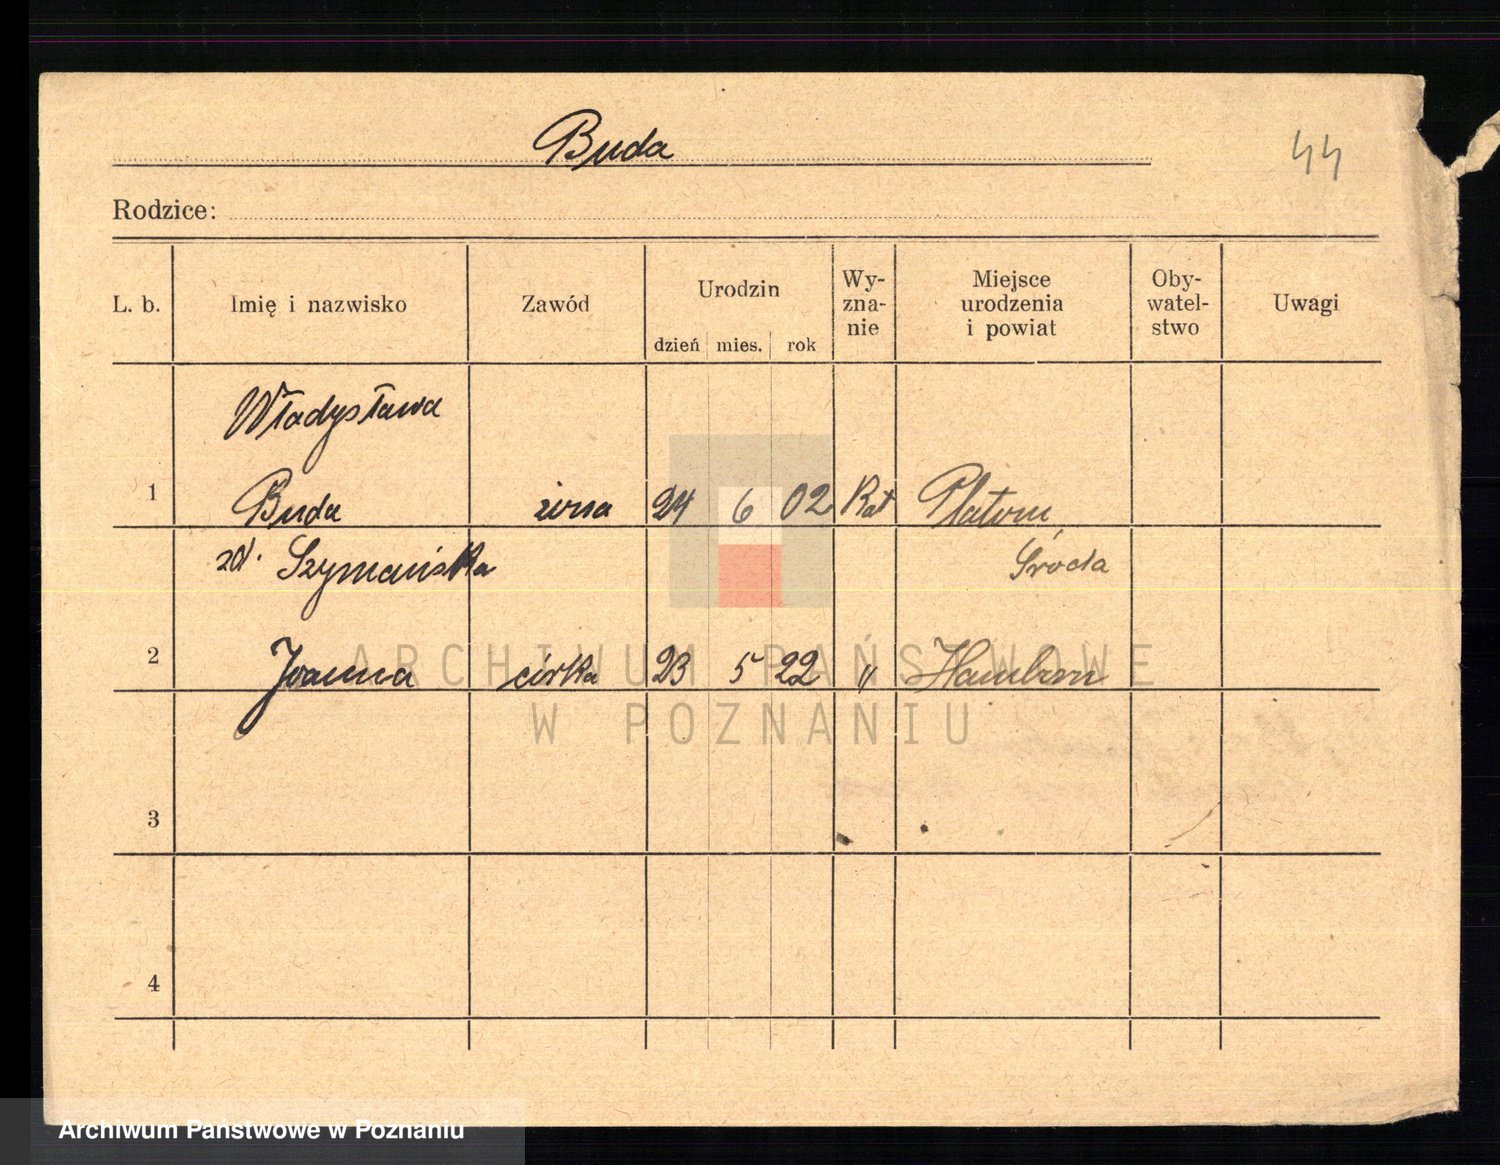 Buda
44
Rodzice:
L. b. Imię i nazwisko Zawód Urodzin dzień mies. rok Wy-zna-nie Miejsce urodzenia i powiat Oby-watel-stwo Uwagi
Władysława
1 Buda żona 24 6 02 Kat
zd. Szymańska Środa
2 Joanna córka 23 5 22 " Hamborn
ARCHIWUM PAŃSTWOWE
W POZNANIU
3
4
Archiwum Państwowe w Poznaniu